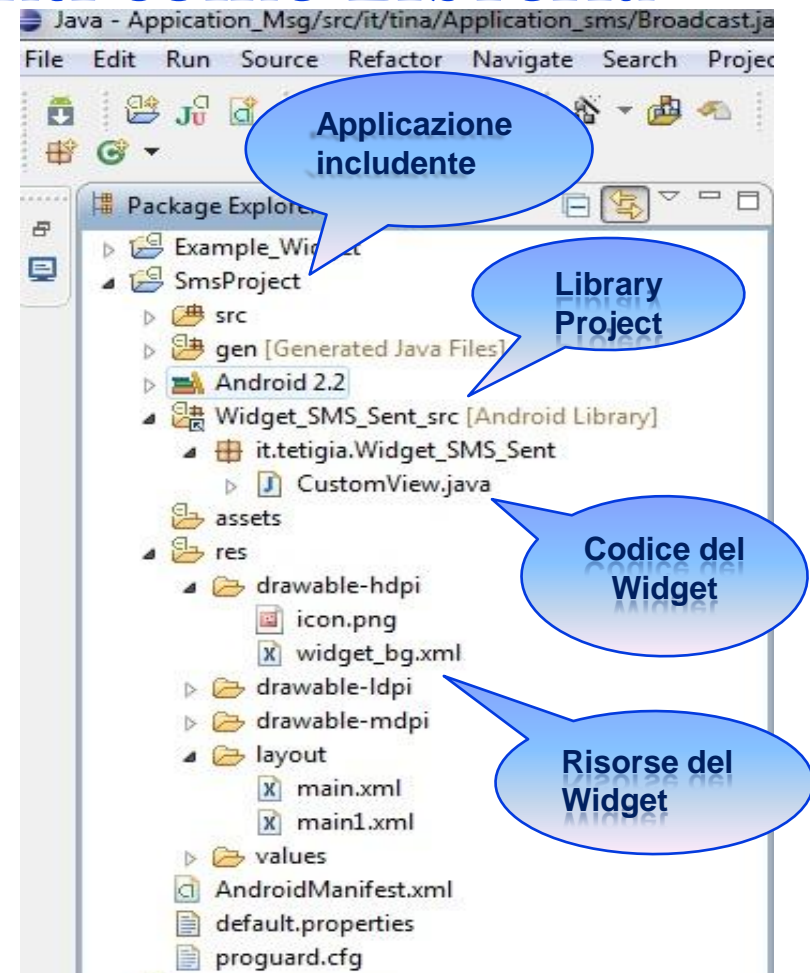 Java - Appication_Msg/src/it/tina/Application_sms/Broadcast.ja
File Edit Run Source Refactor Navigate Search Projec
Applicazione
includente
Package Explorer
Example_Widget
SmsProject
Library
Project
src
gen [Generated Java Files]
Android 2.2
Widget_SMS_Sent_src [Android Library]
it.tetigia.Widget_SMS_Sent
CustomView.java
assets
Codice del
Widget
res
drawable-hdpi
icon.png
widget_bg.xml
drawable-ldpi
drawable-mdpi
layout
Risorse del
Widget
main.xml
main1.xml
values
AndroidManifest.xml
default.properties
proguard.cfg